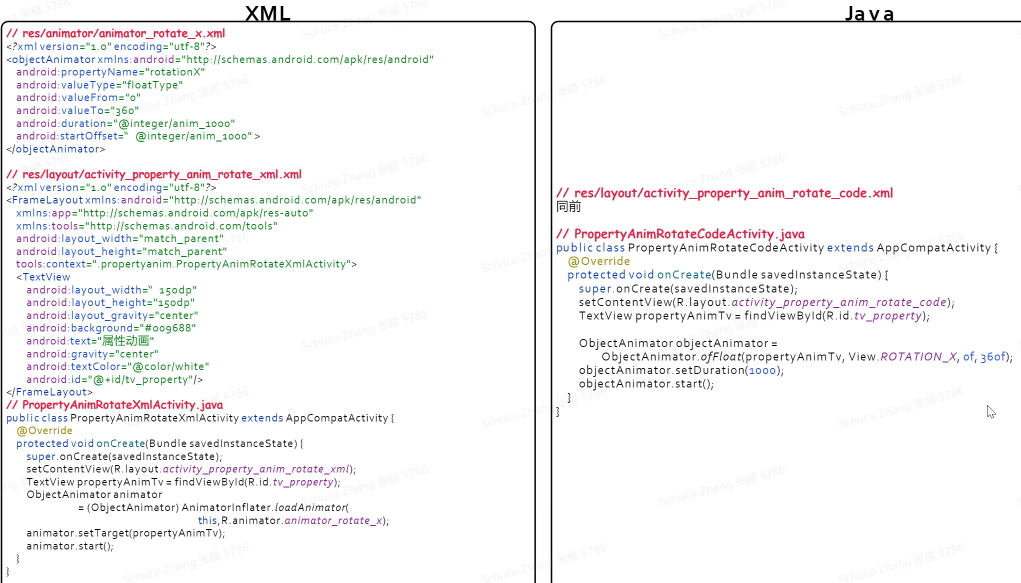 XML
// res/animator/animator_rotate_x.xml
<?xml version="1.0" encoding="utf-8"?>
<objectAnimator xmlns:android="http://schemas.android.com/apk/res/android"
android:propertyName="rotationX"
android:valueType="floatType"
android:valueFrom="0"
android:valueTo="360"
android:duration="@integer/anim_1000"
android:startOffset=“ @integer/anim_1000" >
</objectAnimator>
// res/layout/activity_property_anim_rotate_xml.xml
<?xml version="1.0" encoding="utf-8"?>
<FrameLayout xmlns:android="http://schemas.android.com/apk/res/android"
xmlns:app="http://schemas.android.com/apk/res-auto"
xmlns:tools="http://schemas.android.com/tools"
android:layout_width="match_parent"
android:layout_height="match_parent"
tools:context=".propertyanim.PropertyAnimRotateXmlActivity">
<TextView
android:layout_width=“ 150dp"
android:layout_height="150dp"
android:layout_gravity="center"
android:background="#009688"
android:text="属性动画"
android:gravity="center"
android:textColor="@color/white"
android:id="@+id/tv_property"/>
</FrameLayout>
// PropertyAnimRotateXmlActivity.java
public class PropertyAnimRotateXmlActivity extends AppCompatActivity {
@Override
protected void onCreate(Bundle savedInstanceState) {
super.onCreate(savedInstanceState);
setContentView(R.layout.activity_property_anim_rotate_xml);
TextView propertyAnimTv = findViewById(R.id.tv_property);
ObjectAnimator animator
= (ObjectAnimator) AnimatorInflater.loadAnimator(
this,R.animator.animator_rotate_x);
animator.setTarget(propertyAnimTv);
animator.start();
}
}
Java
// res/layout/activity_property_anim_rotate_code.xml
同前
// PropertyAnimRotateCodeActivity.java
public class PropertyAnimRotateCodeActivity extends AppCompatActivity {
@Override
protected void onCreate(Bundle savedInstanceState) {
super.onCreate(savedInstanceState);
setContentView(R.layout.activity_property_anim_rotate_code);
TextView propertyAnimTv = findViewById(R.id.tv_property);
ObjectAnimator objectAnimator =
ObjectAnimator.ofFloat(propertyAnimTv, View.ROTATION_X, 0f, 360f);
objectAnimator.setDuration(1000);
objectAnimator.start();
}
}